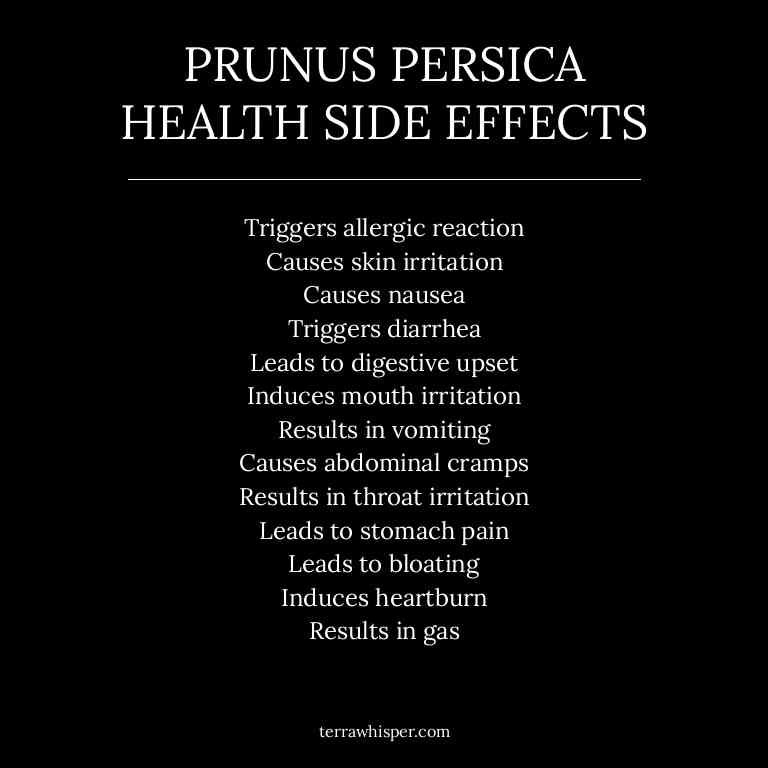 PRUNUS PERSICA
HEALTH SIDE EFFECTS
Triggers allergic reaction
Causes skin irritation
Causes nausea
Triggers diarrhea
Leads to digestive upset
Induces mouth irritation
Results in vomiting
Causes abdominal cramps
Results in throat irritation
Leads to stomach pain
Leads to bloating
Induces heartburn
Results in gas
terrawhisper.com